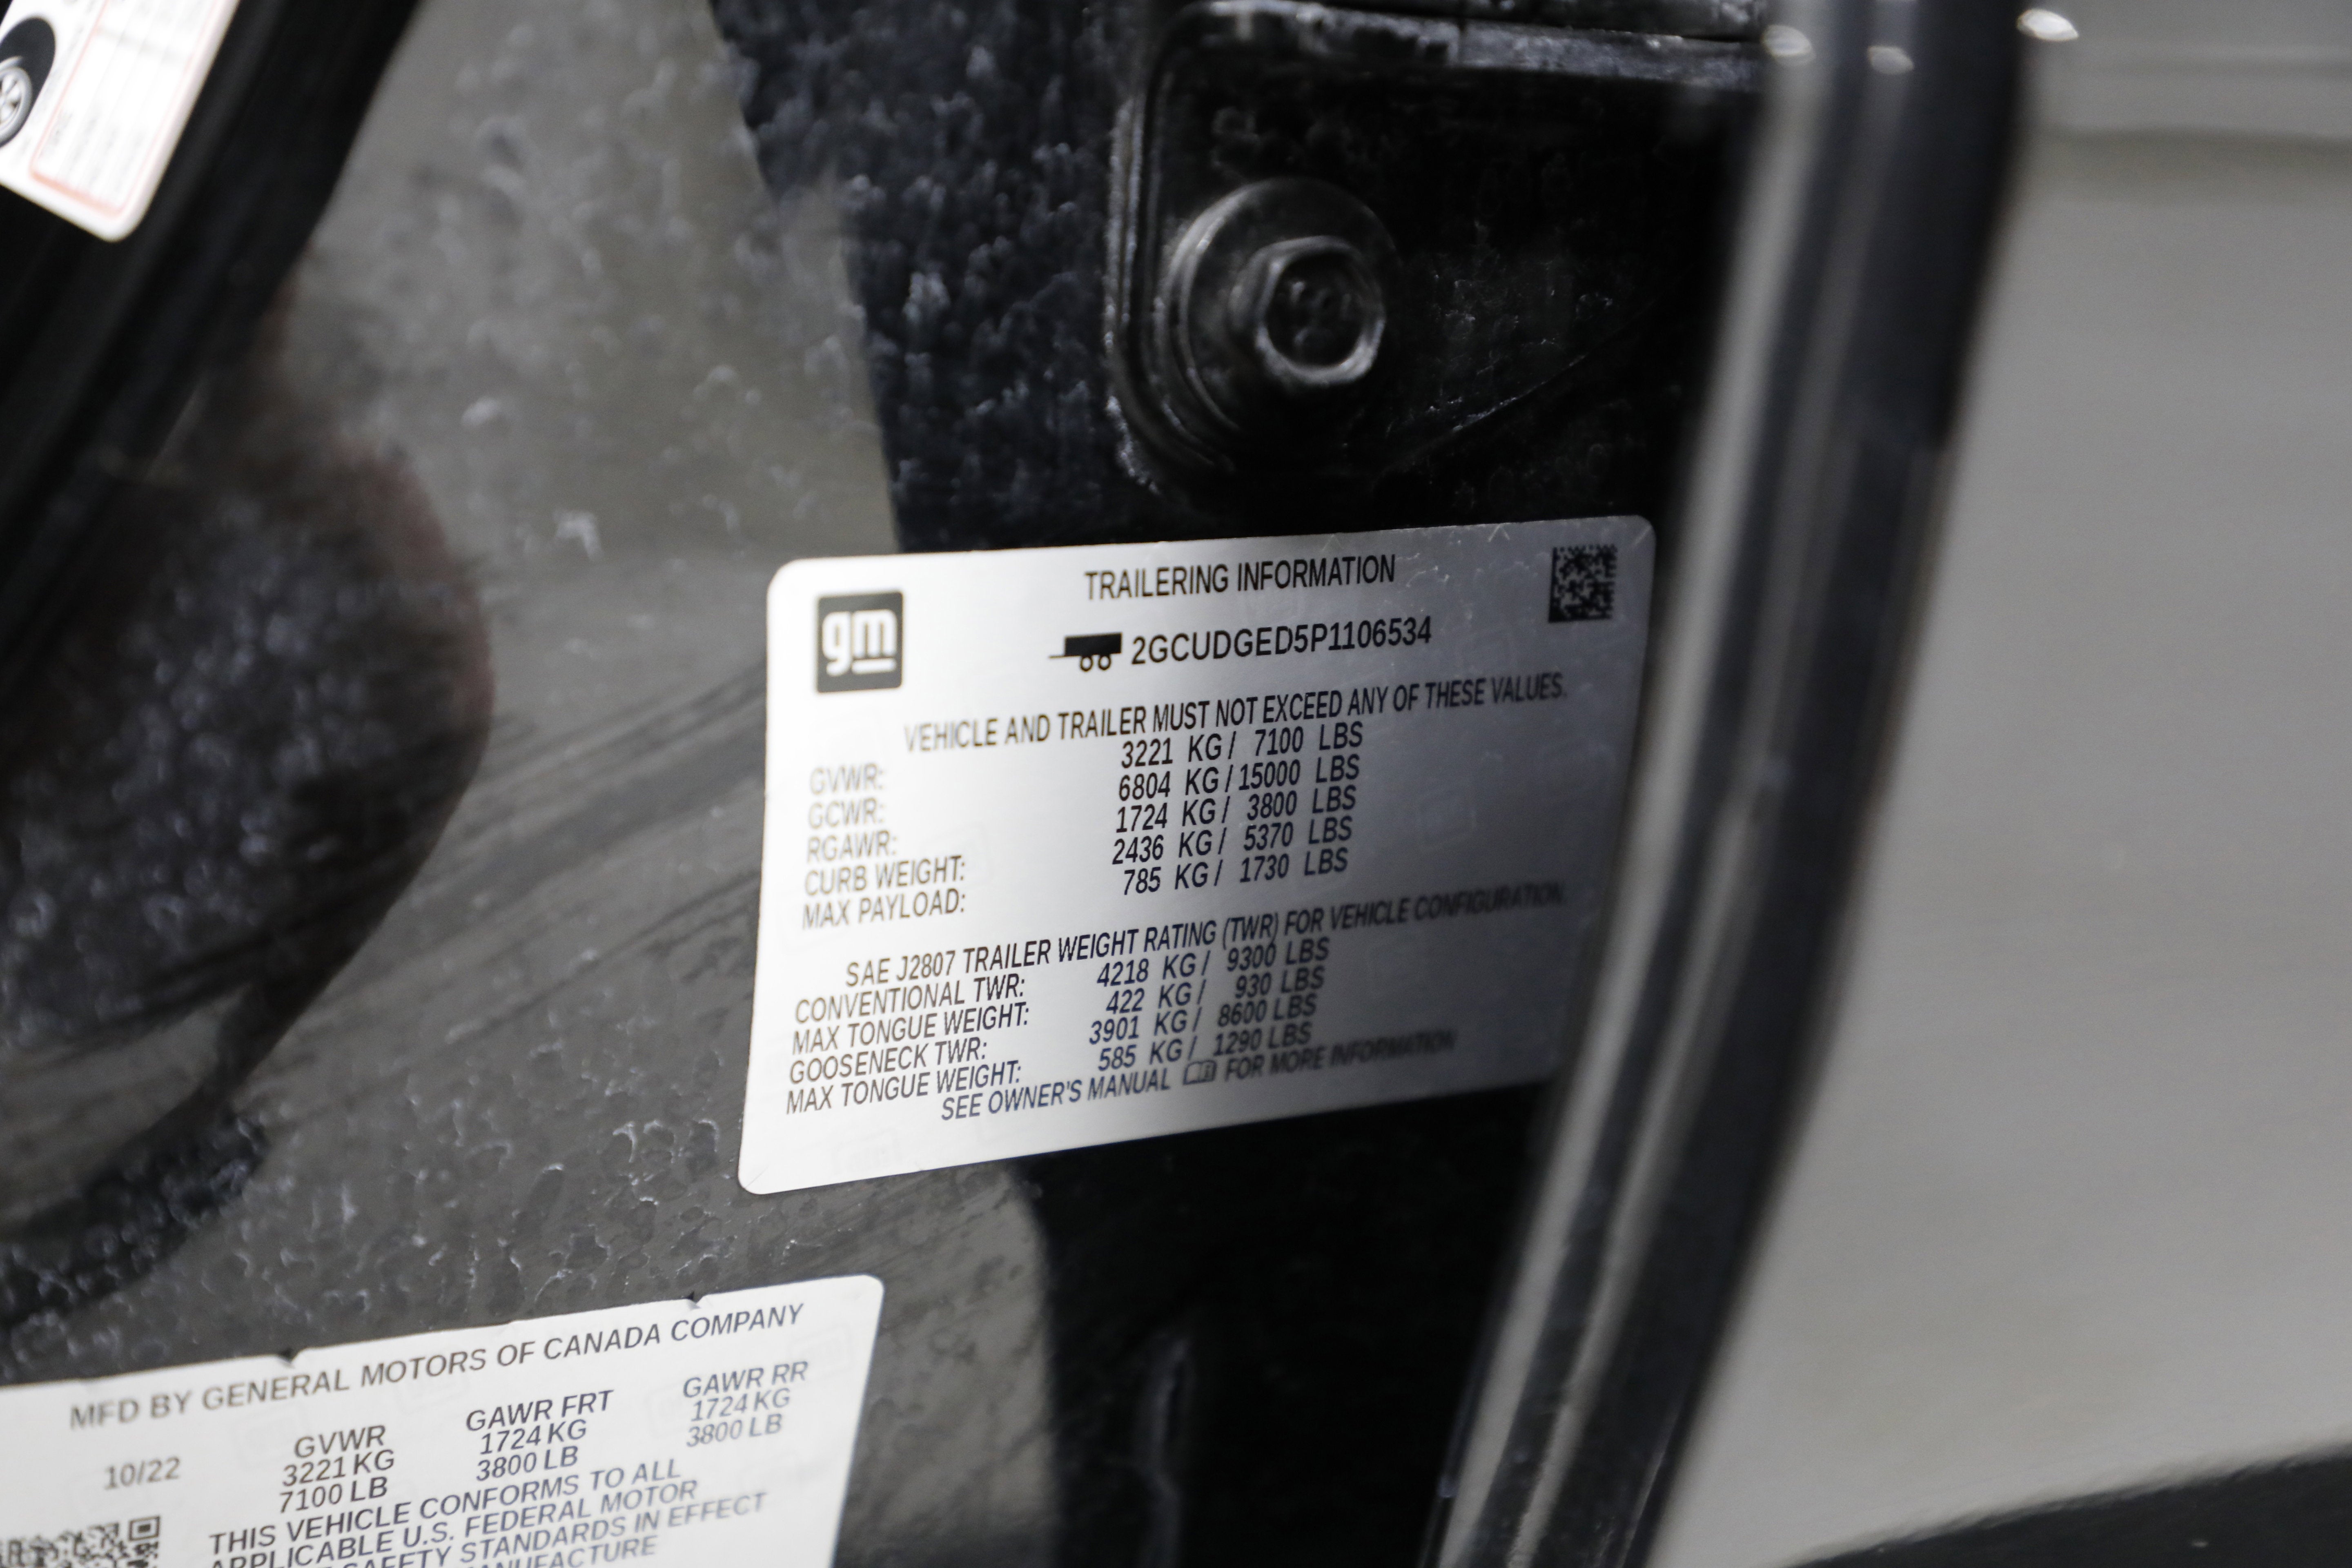 gm
TRAILERING INFORMATION
2GCUDGED5P1106534
VEHICLE AND TRAILER MUST NOT EXCEED ANY OF THESE VALUES.
GVWR: 3221 KG / 7100 LBS
GCWR: 6804 KG / 15000 LBS
RGAWR: 1724 KG / 3800 LBS
CURB WEIGHT: 2436 KG / 5370 LBS
MAX PAYLOAD: 785 KG / 1730 LBS
SAE J2807 TRAILER WEIGHT RATING (TWR) FOR VEHICLE CONFIGURATION.
CONVENTIONAL TWR: 4218 KG / 9300 LBS
MAX TONGUE WEIGHT: 422 KG / 930 LBS
GOOSENECK TWR: 3901 KG / 8600 LBS
MAX TONGUE WEIGHT: 585 KG / 1290 LBS
SEE OWNER'S MANUAL FOR MORE INFORMATION
MFD BY GENERAL MOTORS OF CANADA COMPANY
GVWR GAWR FRT GAWR RR
10/22 3221 KG 1724 KG 1724 KG
7100 LB 3800 LB 3800 LB
THIS VEHICLE CONFORMS TO ALL
APPLICABLE U.S. FEDERAL MOTOR
SAFETY STANDARDS IN EFFECT
MANUFACTURE